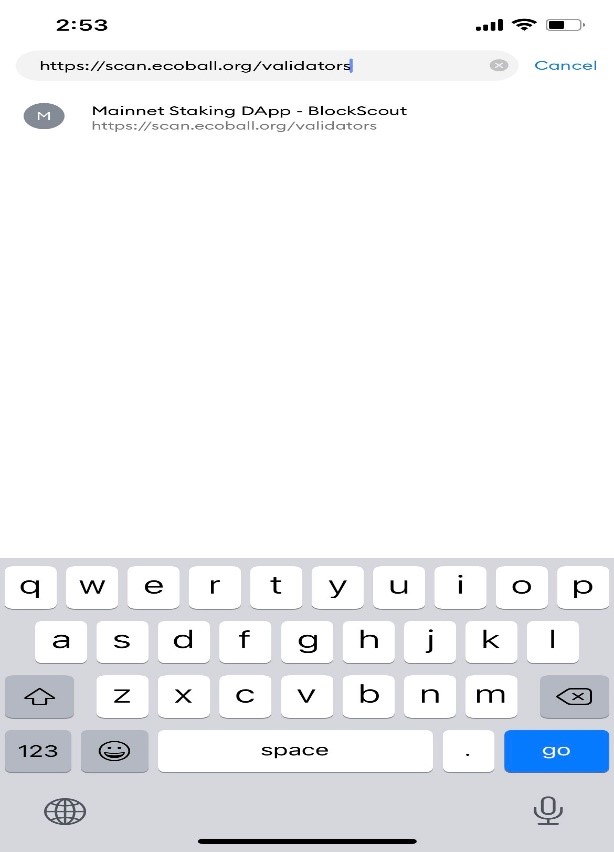 2:53
https://scan.ecoball.org/validators
Cancel
M
Mainnet Staking DApp - BlockScout
https://scan.ecoball.org/validators
q w e r t y u i o p
a s d f g h j k l
z x c v b n m
123 space . go